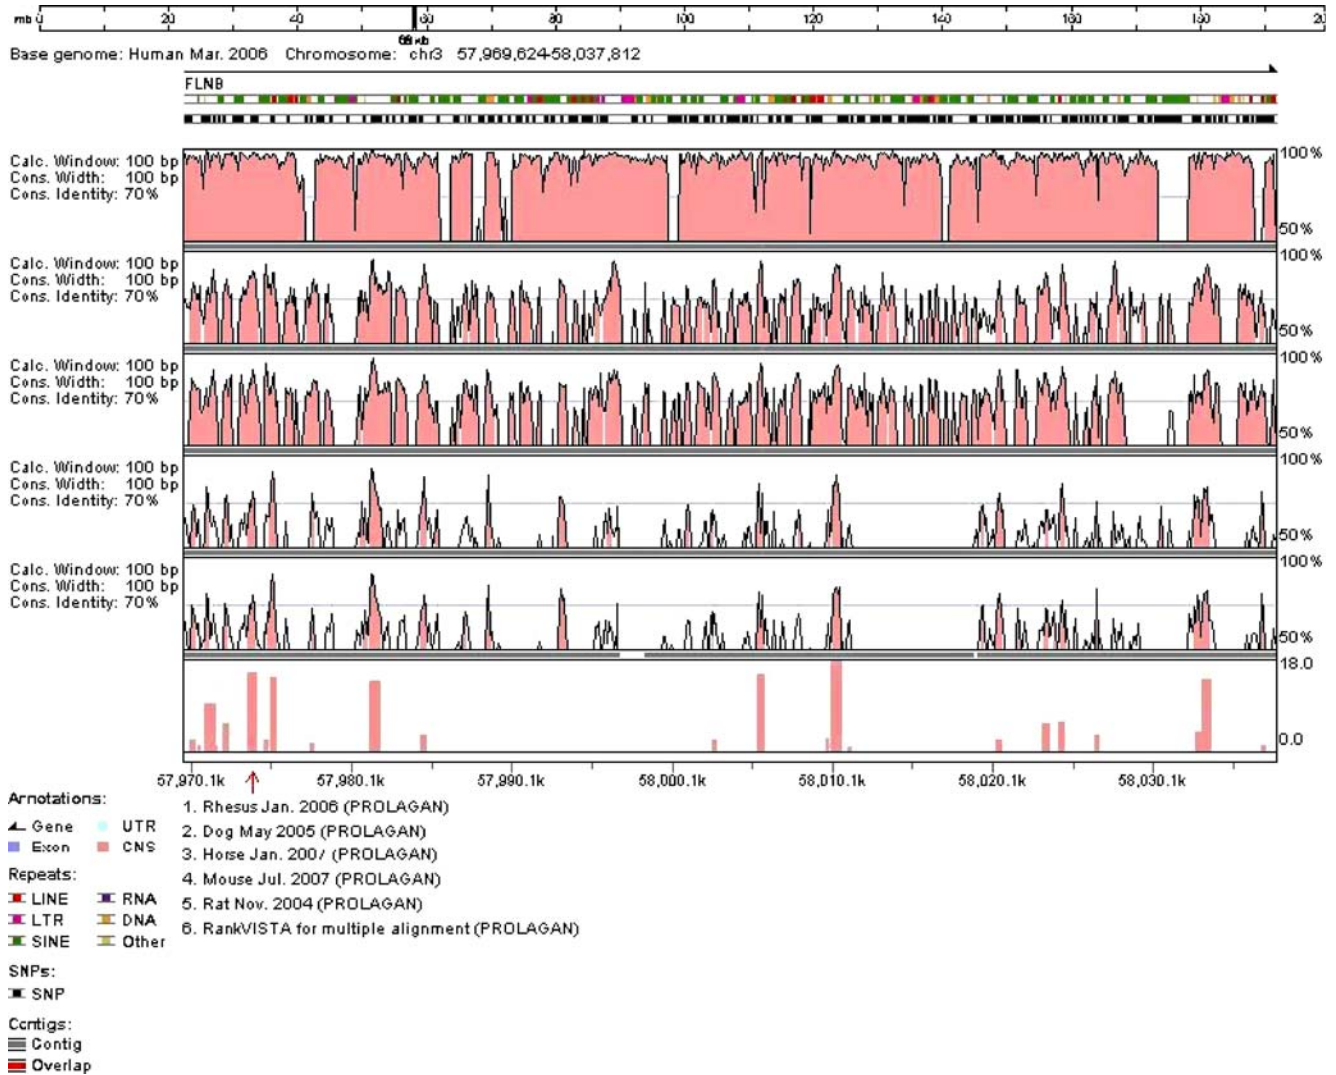 mb 0 20 40 60 80 100 120 140 160 180 20
68 kb
Base genome: Human Mar. 2006 Chromosome: chr3 57,969,624-58,037,812
FLNB
Calc. Window: 100 bp 100%
Cons. Width: 100 bp
Cons. Identity: 70%
50%
Calc. Window: 100 bp 100%
Cons. Width: 100 bp
Cons. Identity: 70%
50%
Calc. Window: 100 bp 100%
Cons. Width: 100 bp
Cons. Identity: 70%
50%
Calc. Window: 100 bp 100%
Cons. Width: 100 bp
Cons. Identity: 70%
50%
Calc. Window: 100 bp 100%
Cons. Width: 100 bp
Cons. Identity: 70%
50%
18.0
0.0
57,970.1k 57,980.1k 57,990.1k 58,000.1k 58,010.1k 58,020.1k 58,030.1k
Annotations:
Gene UTR
Exon CNS
Repeats:
LINE RNA
LTR DNA
SINE Other
SNPs:
SNP
Contigs:
Contig
Overlap
1. Rhesus Jan. 2006 (PROLAGAN)
2. Dog May 2005 (PROLAGAN)
3. Horse Jan. 2007 (PROLAGAN)
4. Mouse Jul. 2007 (PROLAGAN)
5. Rat Nov. 2004 (PROLAGAN)
6. RankVISTA for multiple alignment (PROLAGAN)